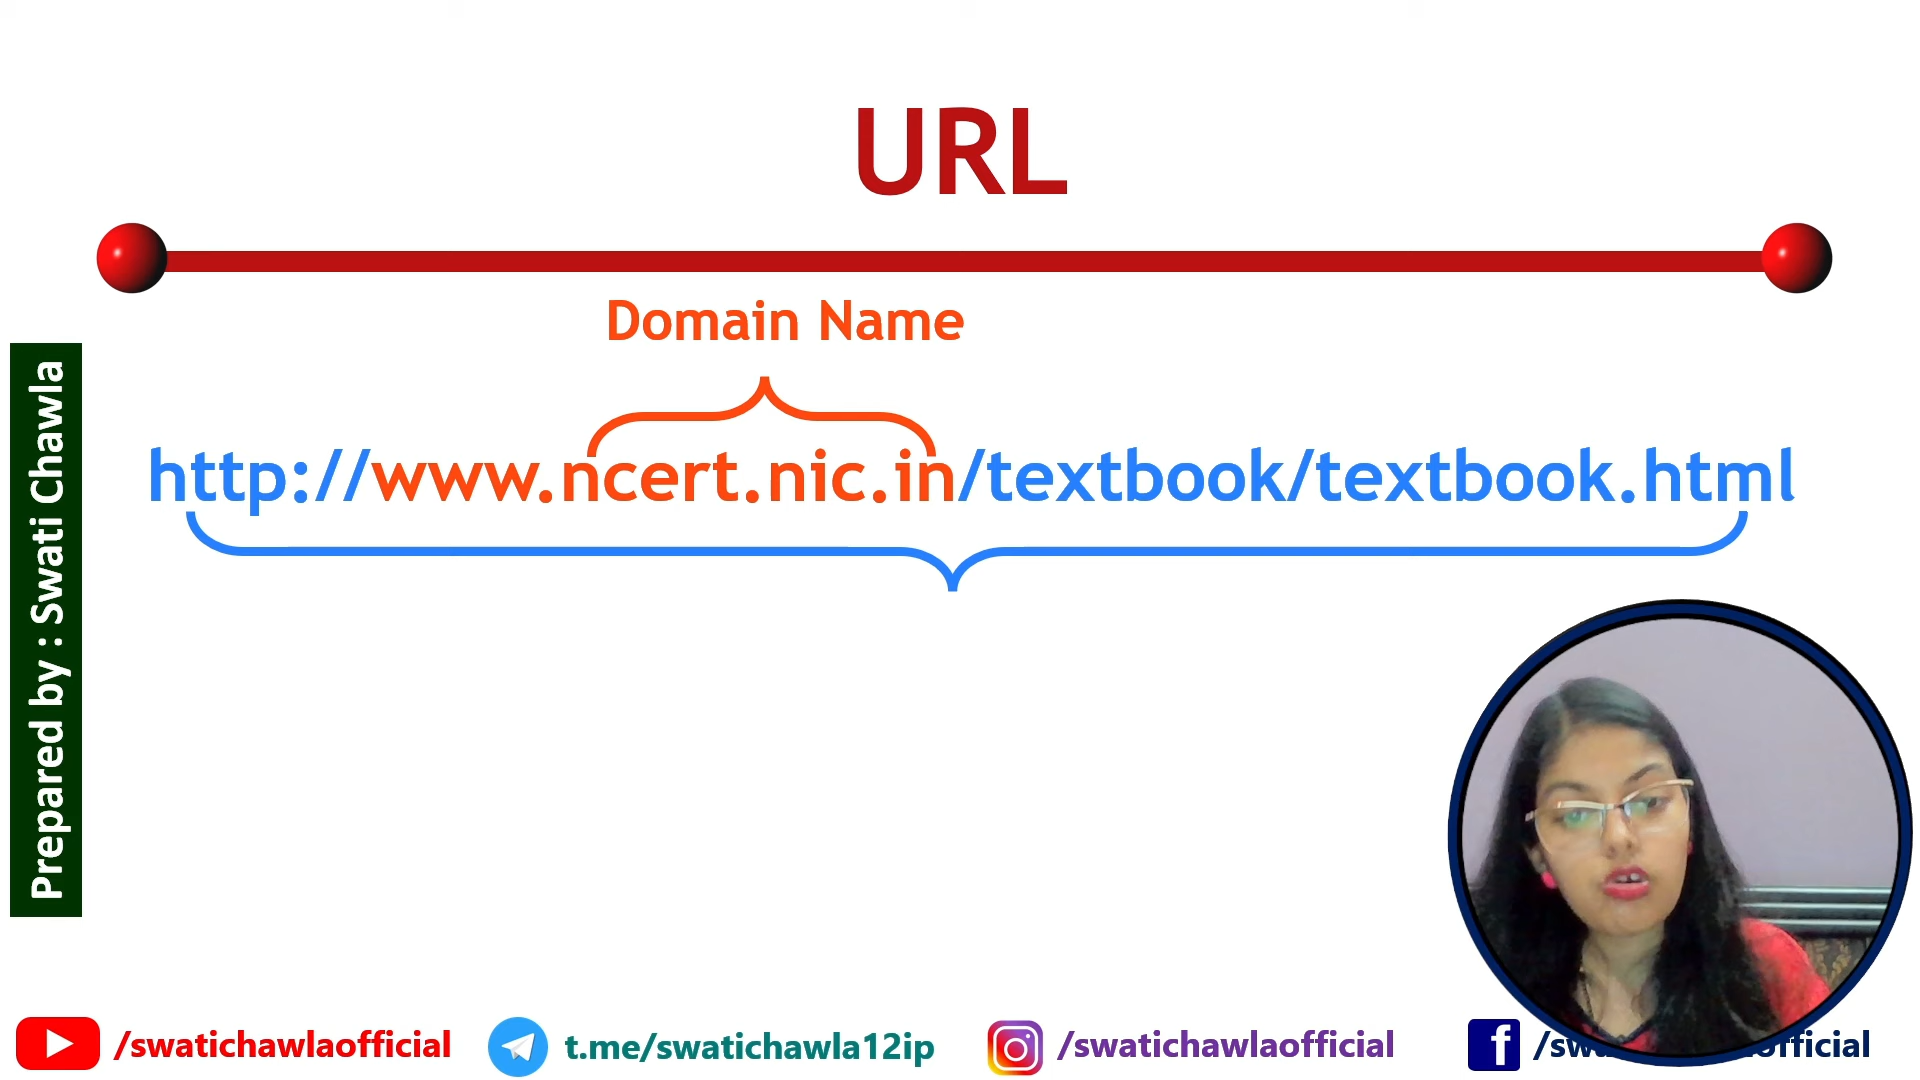 URL
Domain Name
http://www.ncert.nic.in/textbook/textbook.html
Prepared by : Swati Chawla
/swatichawlaofficial
t.me/swatichawla12ip
/swatichawlaofficial